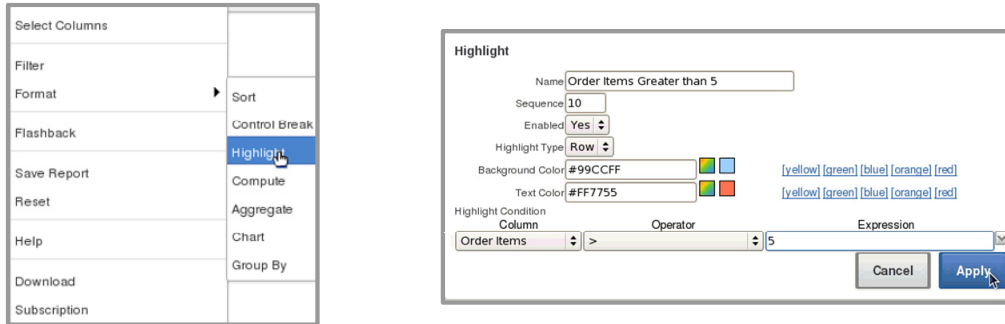 Select Columns
Filter
Format
Flashback
Save Report
Reset
Help
Download
Subscription
Sort
Control Break
Highlight
Compute
Aggregate
Chart
Group By
Highlight
Name Order Items Greater than 5
Sequence 10
Enabled Yes
Highlight Type Row
Background Color #99CCFF [yellow] [green] [blue] [orange] [red]
Text Color #FF7755 [yellow] [green] [blue] [orange] [red]
Highlight Condition
Column Operator Expression
Order Items > 5
Cancel Apply